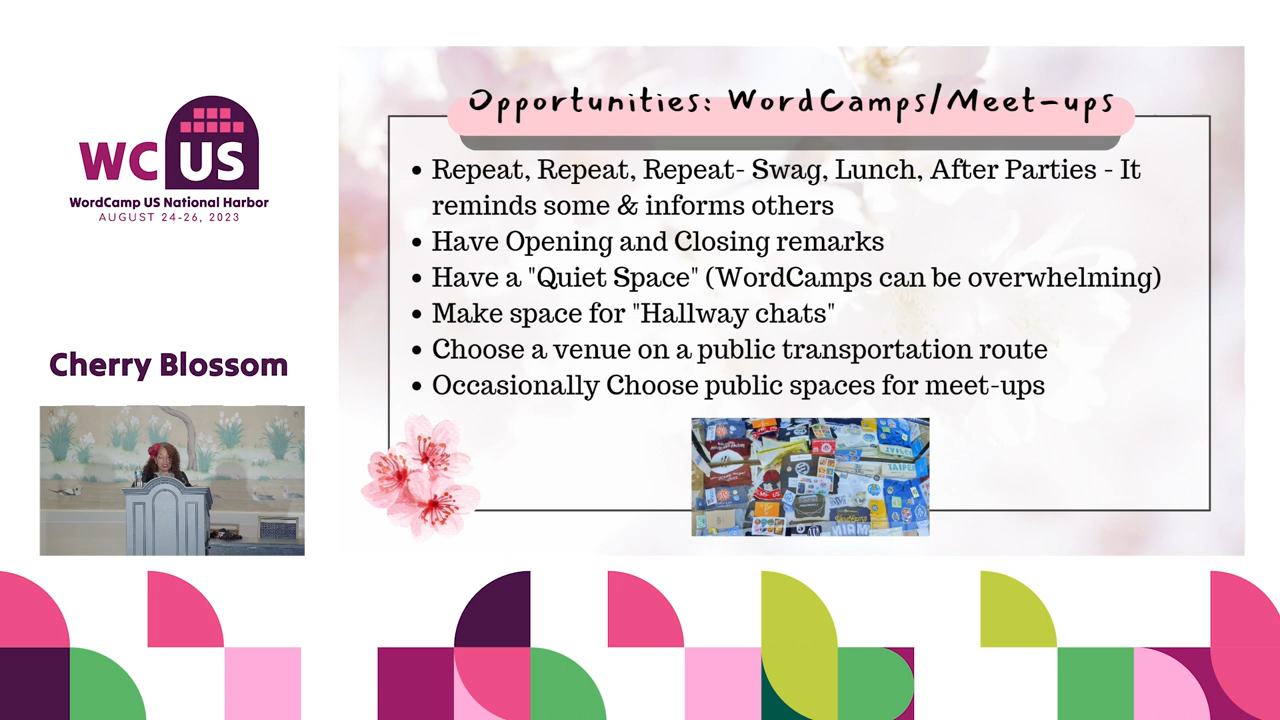 WC US
WordCamp US National Harbor
AUGUST 24-26, 2023
Cherry Blossom
Opportunities: WordCamps/Meet-ups
• Repeat, Repeat, Repeat- Swag, Lunch, After Parties - It
reminds some & informs others
• Have Opening and Closing remarks
• Have a "Quiet Space" (WordCamps can be overwhelming)
• Make space for "Hallway chats"
• Choose a venue on a public transportation route
• Occasionally Choose public spaces for meet-ups
TAIPEI